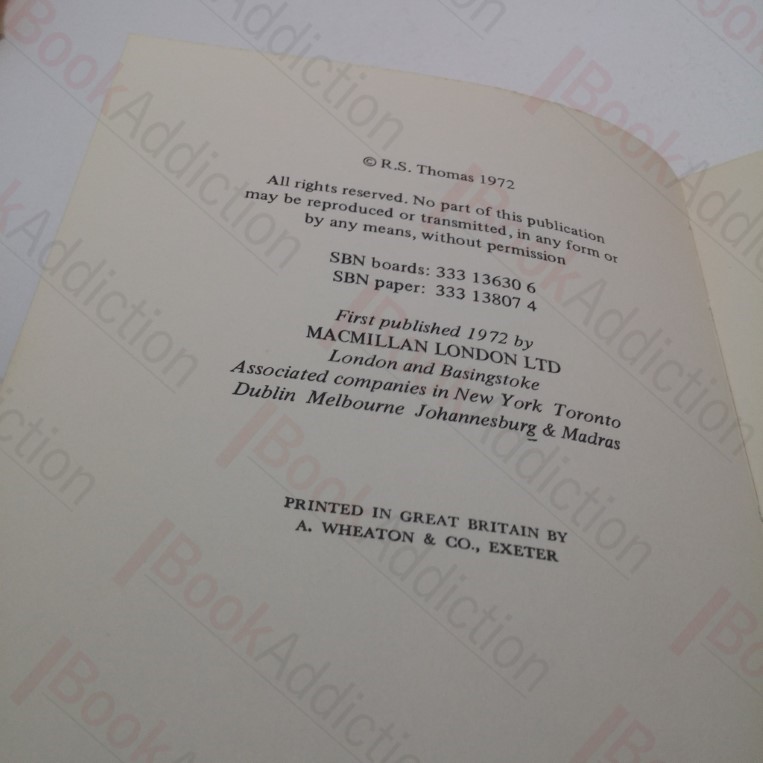 © R.S. Thomas 1972
All rights reserved. No part of this publication
may be reproduced or transmitted, in any form or
by any means, without permission
SBN boards: 333 13630 6
SBN paper: 333 13807 4
First published 1972 by
MACMILLAN LONDON LTD
London and Basingstoke
Associated companies in New York Toronto
Dublin Melbourne Johannesburg & Madras
PRINTED IN GREAT BRITAIN BY
A. WHEATON & CO., EXETER
BookAddiction